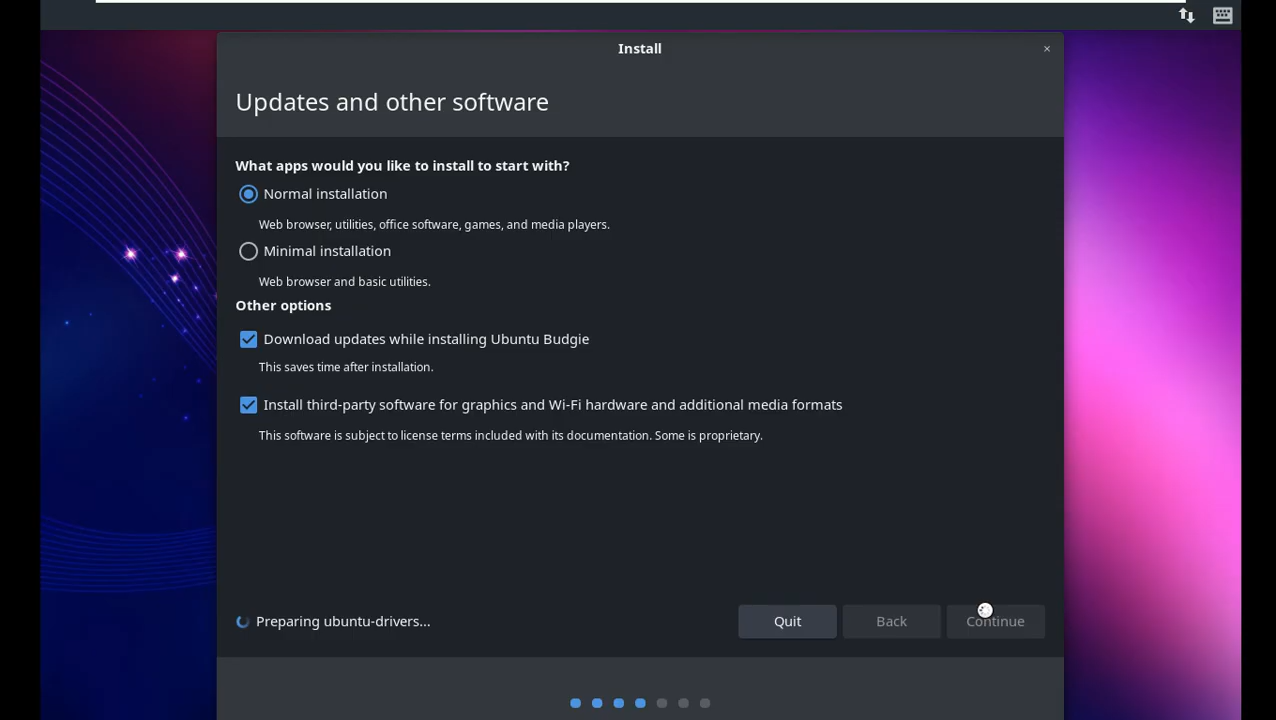 Install
×
Updates and other software
What apps would you like to install to start with?
Normal installation
Web browser, utilities, office software, games, and media players.
Minimal installation
Web browser and basic utilities.
Other options
Download updates while installing Ubuntu Budgie
This saves time after installation.
Install third-party software for graphics and Wi-Fi hardware and additional media formats
This software is subject to license terms included with its documentation. Some is proprietary.
Preparing ubuntu-drivers... Quit Back Continue